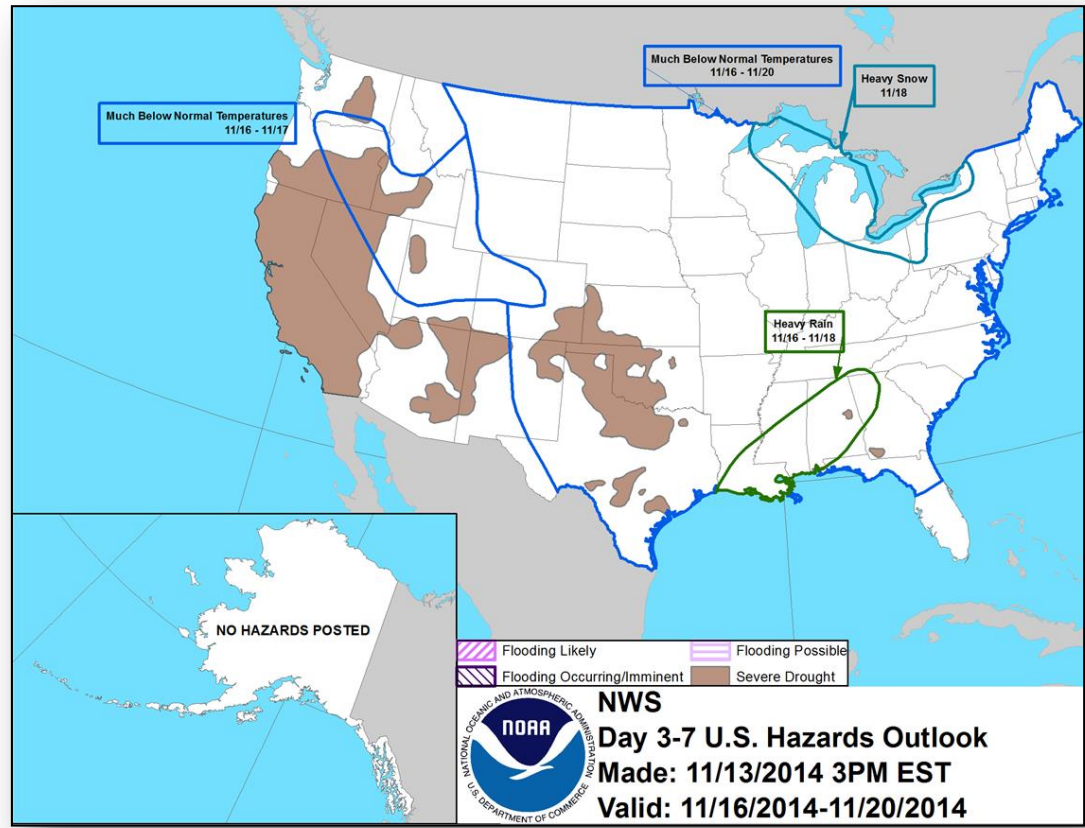 Much Below Normal Temperatures
11/16 - 11/20
Heavy Snow
11/18
Much Below Normal Temperatures
11/16 - 11/17
Heavy Rain
11/16 - 11/18
NO HAZARDS POSTED
Flooding Likely
Flooding Possible
Flooding Occurring/Imminent
Severe Drought
NATIONAL OCEANIC AND ATMOSPHERIC ADMINISTRATION
NOAA
U.S. DEPARTMENT OF COMMERCE
NWS
Day 3-7 U.S. Hazards Outlook
Made: 11/13/2014 3PM EST
Valid: 11/16/2014-11/20/2014